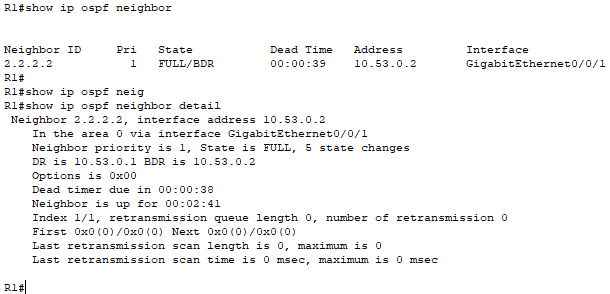 R1#show ip ospf neighbor
Neighbor ID Pri State Dead Time Address Interface
2.2.2.2 1 FULL/BDR 00:00:39 10.53.0.2 GigabitEthernet0/0/1
R1#
R1#show ip ospf neig
R1#show ip ospf neighbor detail
Neighbor 2.2.2.2, interface address 10.53.0.2
In the area 0 via interface GigabitEthernet0/0/1
Neighbor priority is 1, State is FULL, 5 state changes
DR is 10.53.0.1 BDR is 10.53.0.2
Options is 0x00
Dead timer due in 00:00:38
Neighbor is up for 00:02:41
Index 1/1, retransmission queue length 0, number of retransmission 0
First 0x0(0)/0x0(0) Next 0x0(0)/0x0(0)
Last retransmission scan length is 0, maximum is 0
Last retransmission scan time is 0 msec, maximum is 0 msec
R1#